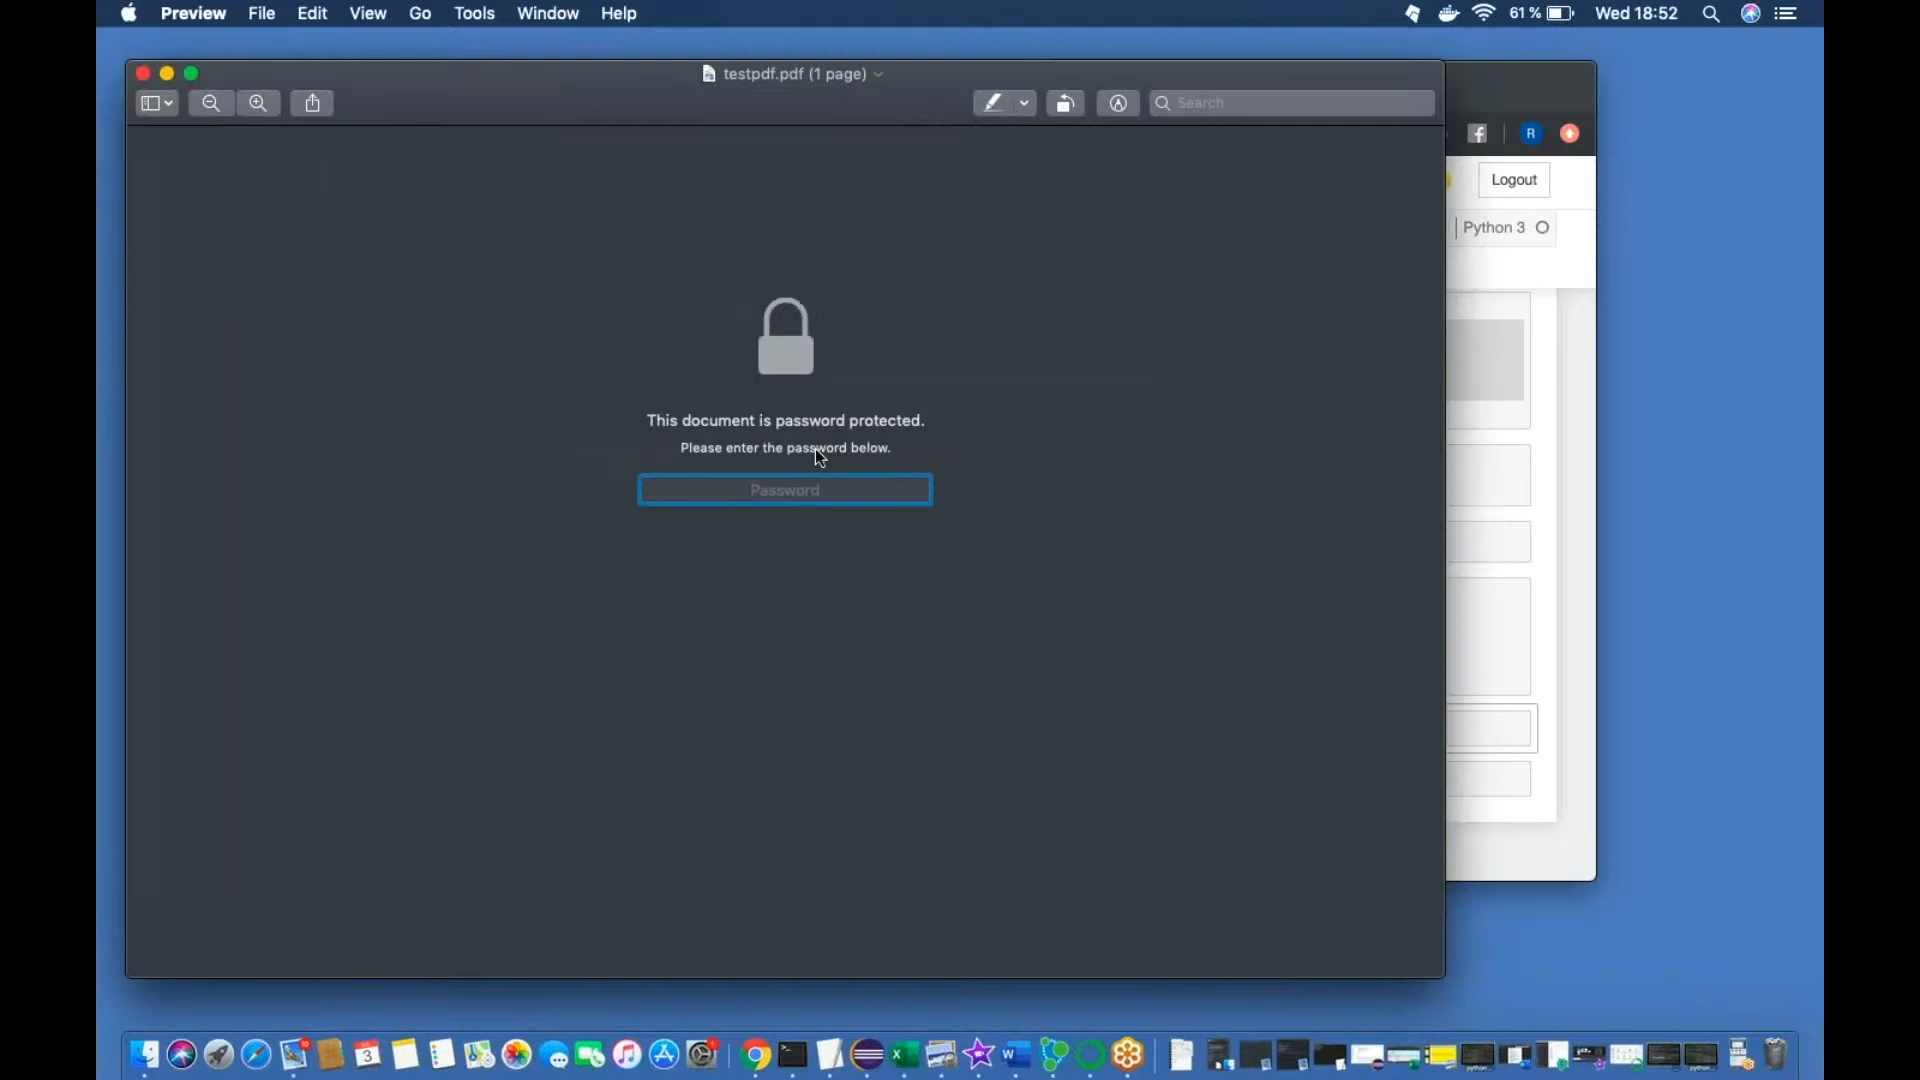 Preview File Edit View Go Tools Window Help 61 % Wed 18:52
testpdf.pdf (1 page)
Search
R
Logout
Python 3
This document is password protected.
Please enter the password below.
Password
3